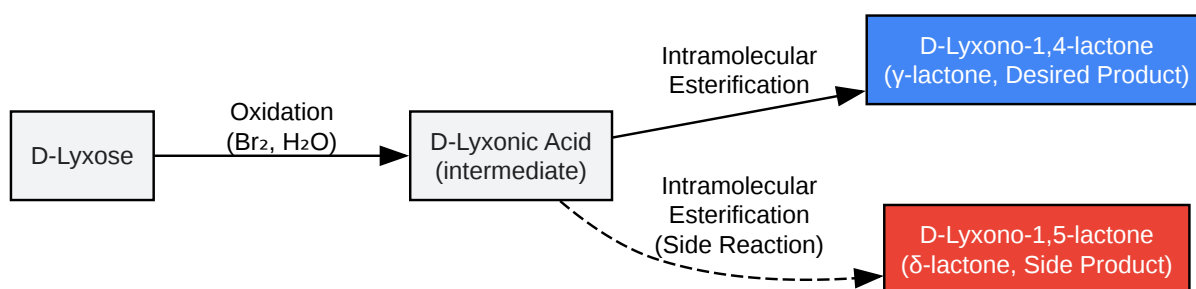 D-Lyxose
Oxidation
(Br₂, H₂O)
D-Lyxonic Acid
(intermediate)
Intramolecular
Esterification
D-Lyxono-1,4-lactone
(γ-lactone, Desired Product)
Intramolecular
Esterification
(Side Reaction)
D-Lyxono-1,5-lactone
(δ-lactone, Side Product)